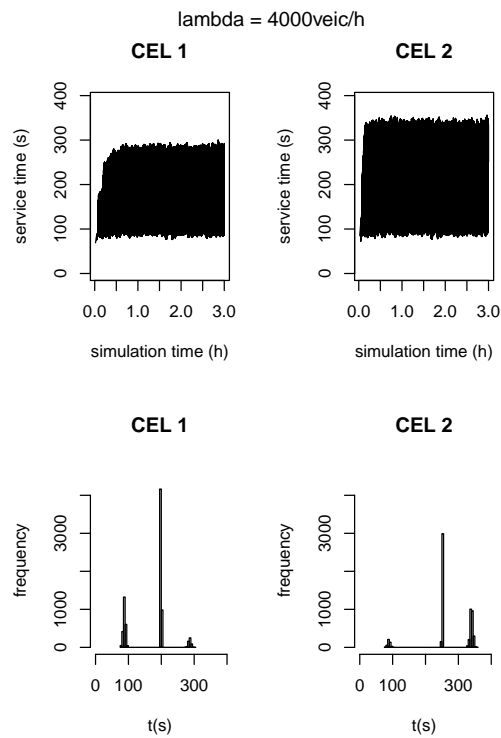 lambda = 4000veic/h
CEL 1
CEL 2
service time (s)
0 100 200 300 400
0.0 1.0 2.0 3.0
simulation time (h)
service time (s)
0 100 200 300 400
0.0 1.0 2.0 3.0
simulation time (h)
CEL 1
CEL 2
frequency
0 1000 3000
0 100 300
t(s)
frequency
0 1000 3000
0 100 300
t(s)